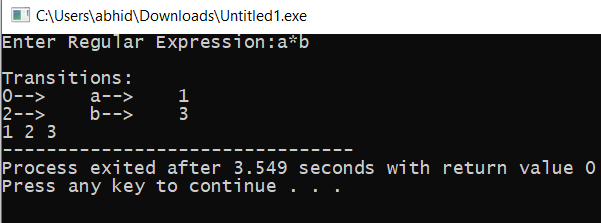 C:\Users\abhid\Downloads\Untitled1.exe
Enter Regular Expression:a*b
Transitions:
0--> a--> 1
2--> b--> 3
1 2 3
--------------------------------
Process exited after 3.549 seconds with return value 0
Press any key to continue . . .